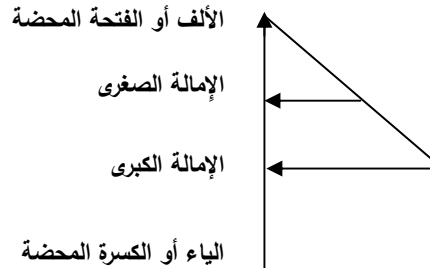 الألف أو الفتحة المحضة
الإمالة الصغرى
الإمالة الكبرى
الياء أو الكسرة المحضة